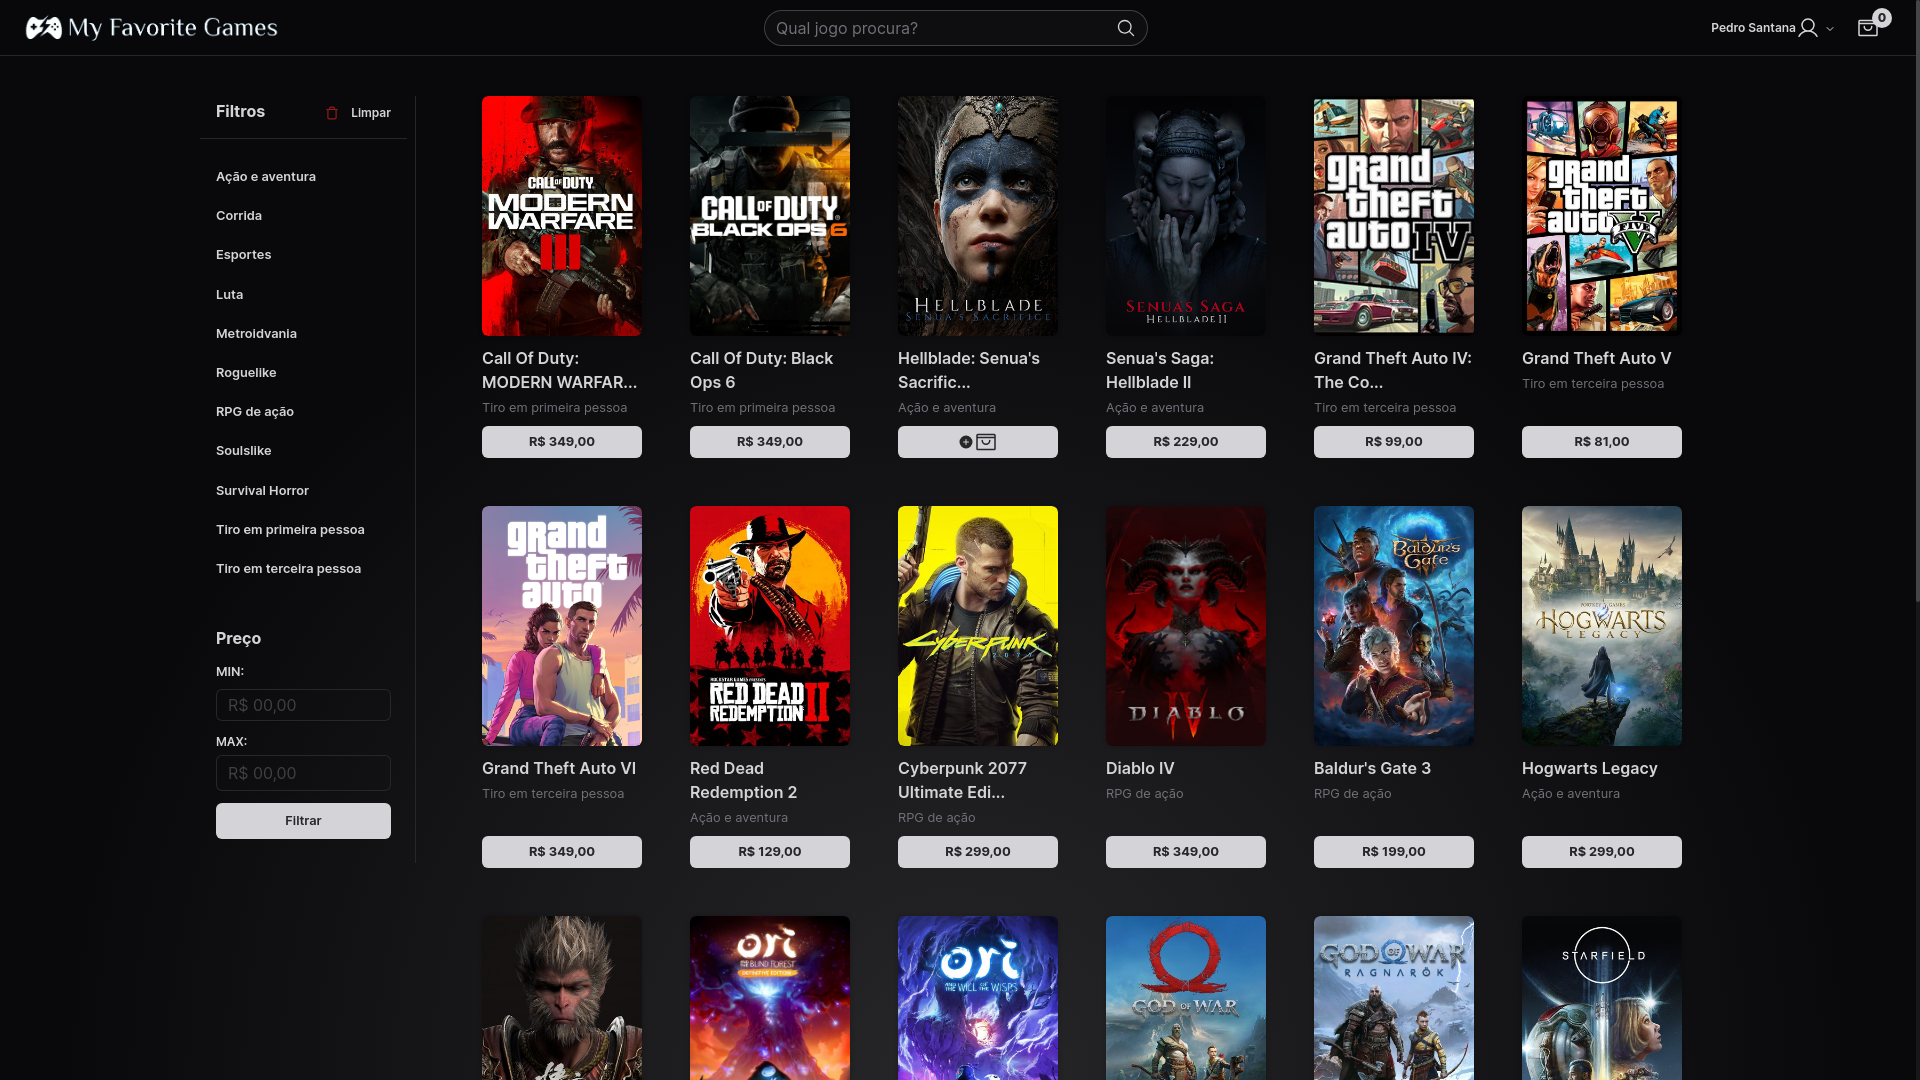 My Favorite Games
Qual jogo procura?
Pedro Santana
0
Filtros
Limpar
Ação e aventura
Corrida
Esportes
Luta
Metroidvania
Roguelike
RPG de ação
Soulslike
Survival Horror
Tiro em primeira pessoa
Tiro em terceira pessoa
Preço
MIN:
R$ 00,00
MAX:
R$ 00,00
Filtrar
CALL OF DUTY
MODERN
WARFARE
III
Call Of Duty:
MODERN WARFAR...
Tiro em primeira pessoa
R$ 349,00
CALL OF DUTY
BLACK OPS 6
Call Of Duty: Black
Ops 6
Tiro em primeira pessoa
R$ 349,00
HELLBLADE
SENUA'S SACRIFICE
Hellblade: Senua's
Sacrific...
Ação e aventura
SENUAS SAGA
HELLBLADE II
Senua's Saga:
Hellblade II
Ação e aventura
R$ 229,00
grand
theft
auto IV
Grand Theft Auto IV:
The Co...
Tiro em terceira pessoa
R$ 99,00
grand
theft
auto V
FIVE
Grand Theft Auto V
Tiro em terceira pessoa
R$ 81,00
grand
theft
auto
Grand Theft Auto VI
Tiro em terceira pessoa
R$ 349,00
ROCKSTAR GAMES PRESENTS
RED DEAD
REDEMPTION II
Red Dead
Redemption 2
Ação e aventura
R$ 129,00
Cyberpunk
2077
Cyberpunk 2077
Ultimate Edi...
RPG de ação
R$ 299,00
DIABLO
IV
Diablo IV
RPG de ação
R$ 349,00
Baldur's
Gate
Baldur's Gate 3
RPG de ação
R$ 199,00
PORTKEY GAMES
HOGWARTS
LEGACY
Hogwarts Legacy
Ação e aventura
R$ 299,00
ori
AND THE BLIND FOREST
DEFINITIVE EDITION
ori
AND THE WILL OF THE WISPS
GOD OF WAR
GOD OF WAR
RAGNARÖK
STARFIELD